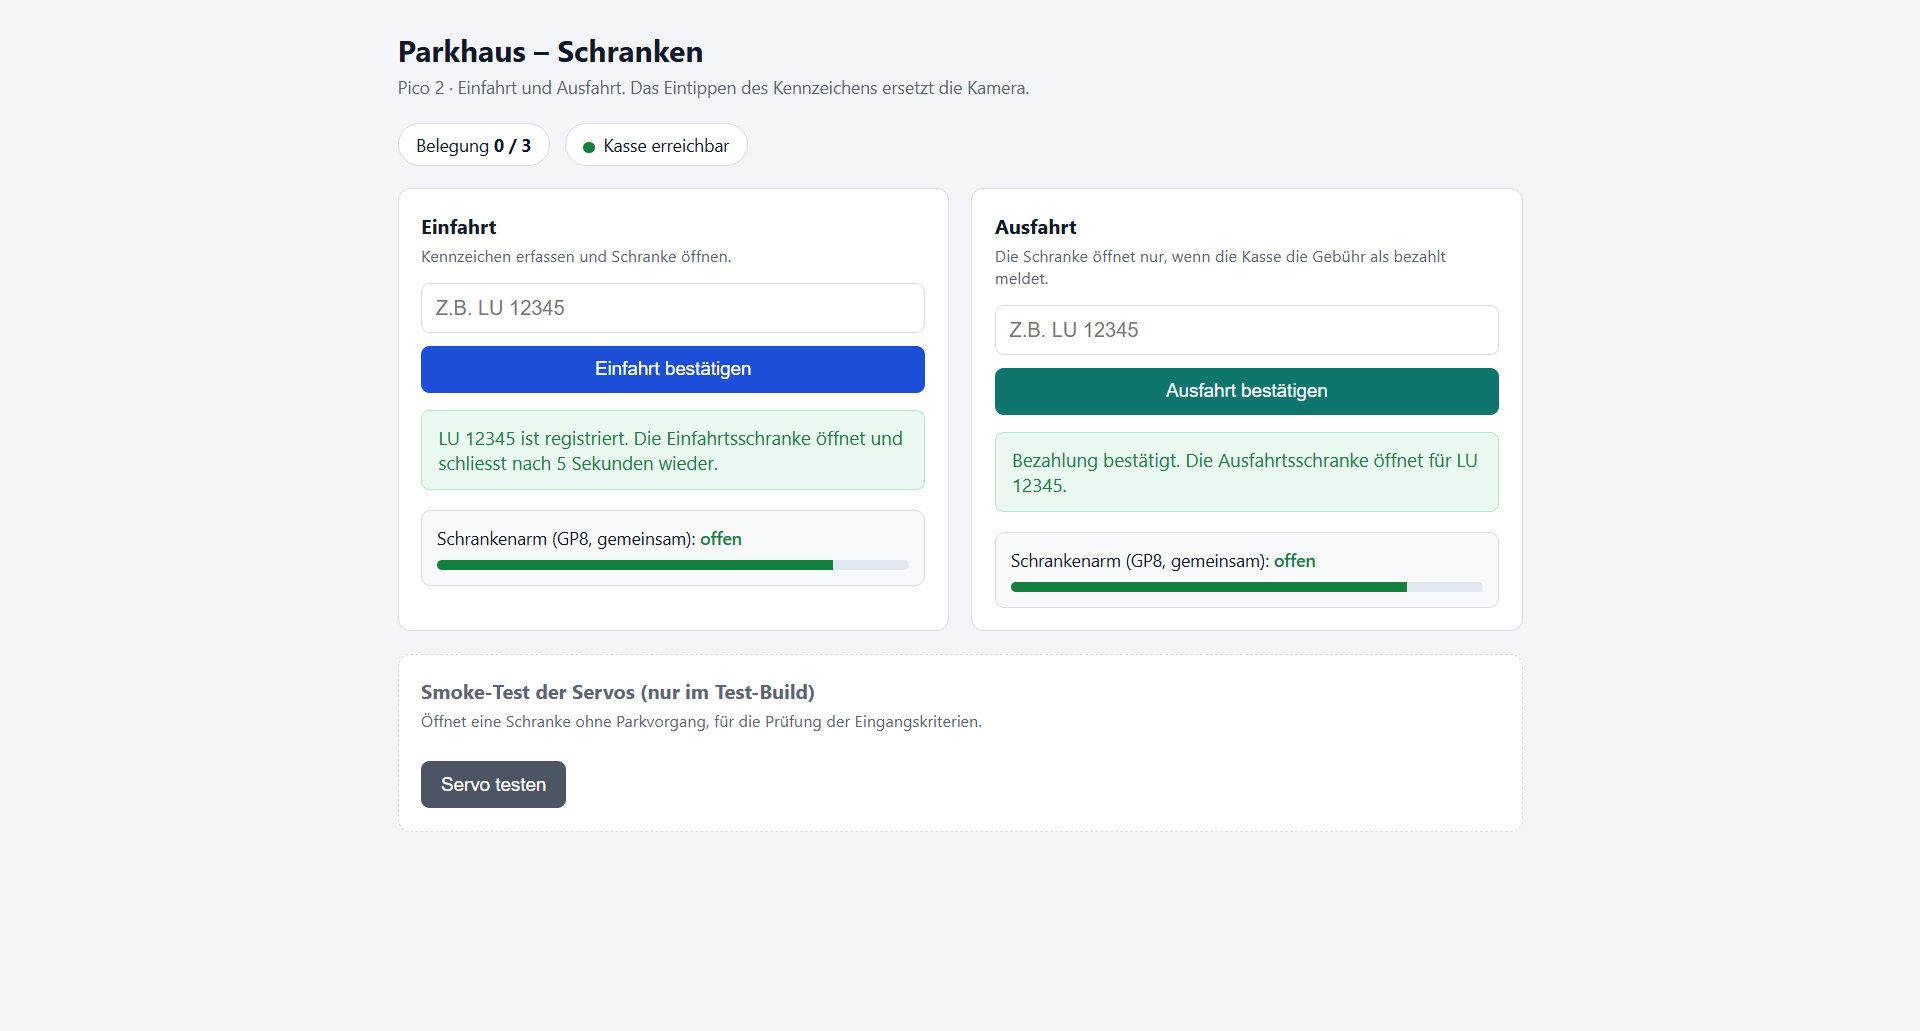 Parkhaus – Schranken
Pico 2 · Einfahrt und Ausfahrt. Das Eintippen des Kennzeichens ersetzt die Kamera.
Belegung 0 / 3
Kasse erreichbar
Einfahrt
Kennzeichen erfassen und Schranke öffnen.
Z.B. LU 12345
Einfahrt bestätigen
LU 12345 ist registriert. Die Einfahrtsschranke öffnet und
schliesst nach 5 Sekunden wieder.
Schrankenarm (GP8, gemeinsam): offen
Ausfahrt
Die Schranke öffnet nur, wenn die Kasse die Gebühr als bezahlt
meldet.
Z.B. LU 12345
Ausfahrt bestätigen
Bezahlung bestätigt. Die Ausfahrtsschranke öffnet für LU
12345.
Schrankenarm (GP8, gemeinsam): offen
Smoke-Test der Servos (nur im Test-Build)
Öffnet eine Schranke ohne Parkvorgang, für die Prüfung der Eingangskriterien.
Servo testen